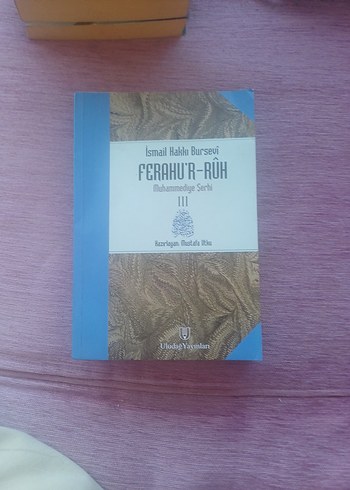 İsmail Hakkı Bursevî
FERAHU'R-RÛH
Muhammediye Şerhi
III
Hazırlayan: Mustafa Utku
Uludağ Yayınları